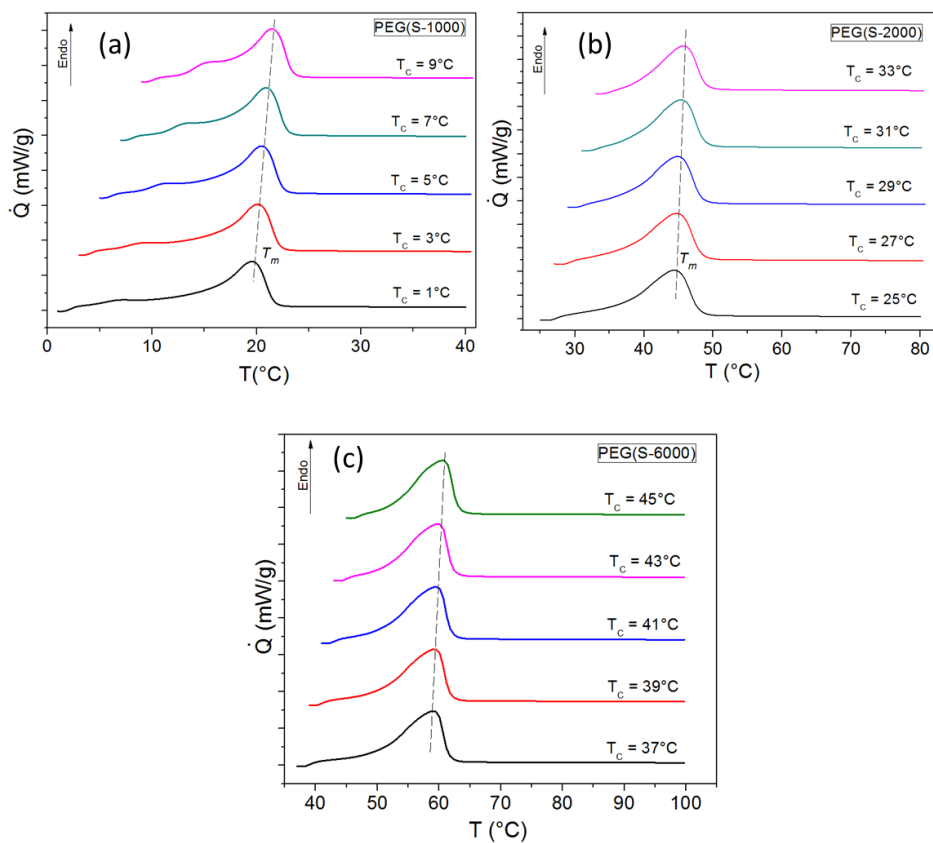 (a)
Endo
PEG(S-1000)
T_C = 9°C
T_C = 7°C
T_C = 5°C
T_C = 3°C
T_m
T_C = 1°C
Q̇ (mW/g)
0 10 20 30 40
T(°C)
(b)
Endo
PEG(S-2000)
T_C = 33°C
T_C = 31°C
T_C = 29°C
T_C = 27°C
T_m
T_C = 25°C
Q̇ (mW/g)
30 40 50 60 70 80
T (°C)
(c)
Endo
PEG(S-6000)
T_C = 45°C
T_C = 43°C
T_C = 41°C
T_C = 39°C
T_C = 37°C
Q̇ (mW/g)
40 50 60 70 80 90 100
T (°C)